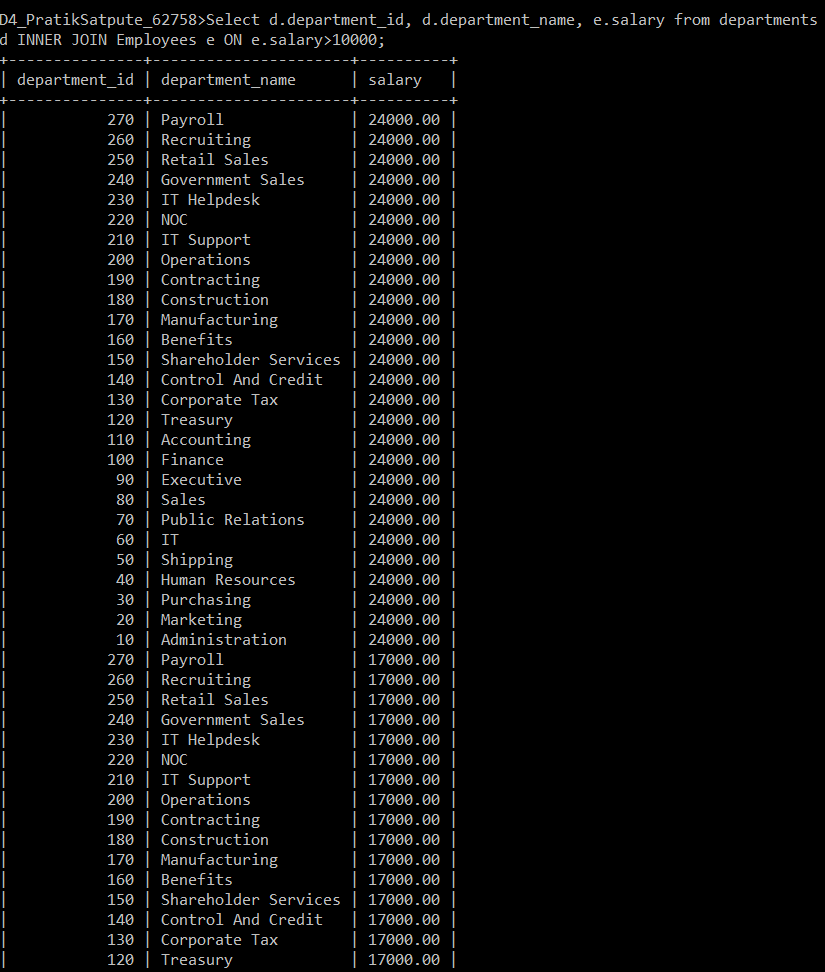 D4_PratikSatpute_62758>Select d.department_id, d.department_name, e.salary from departments
d INNER JOIN Employees e ON e.salary>10000;
+---------------+----------------------+----------+
| department_id | department_name      | salary   |
+---------------+----------------------+----------+
|           270 | Payroll              | 24000.00 |
|           260 | Recruiting           | 24000.00 |
|           250 | Retail Sales         | 24000.00 |
|           240 | Government Sales     | 24000.00 |
|           230 | IT Helpdesk          | 24000.00 |
|           220 | NOC                  | 24000.00 |
|           210 | IT Support           | 24000.00 |
|           200 | Operations           | 24000.00 |
|           190 | Contracting          | 24000.00 |
|           180 | Construction         | 24000.00 |
|           170 | Manufacturing        | 24000.00 |
|           160 | Benefits             | 24000.00 |
|           150 | Shareholder Services | 24000.00 |
|           140 | Control And Credit   | 24000.00 |
|           130 | Corporate Tax        | 24000.00 |
|           120 | Treasury             | 24000.00 |
|           110 | Accounting           | 24000.00 |
|           100 | Finance              | 24000.00 |
|            90 | Executive            | 24000.00 |
|            80 | Sales                | 24000.00 |
|            70 | Public Relations     | 24000.00 |
|            60 | IT                   | 24000.00 |
|            50 | Shipping             | 24000.00 |
|            40 | Human Resources      | 24000.00 |
|            30 | Purchasing           | 24000.00 |
|            20 | Marketing            | 24000.00 |
|            10 | Administration       | 24000.00 |
|           270 | Payroll              | 17000.00 |
|           260 | Recruiting           | 17000.00 |
|           250 | Retail Sales         | 17000.00 |
|           240 | Government Sales     | 17000.00 |
|           230 | IT Helpdesk          | 17000.00 |
|           220 | NOC                  | 17000.00 |
|           210 | IT Support           | 17000.00 |
|           200 | Operations           | 17000.00 |
|           190 | Contracting          | 17000.00 |
|           180 | Construction         | 17000.00 |
|           170 | Manufacturing        | 17000.00 |
|           160 | Benefits             | 17000.00 |
|           150 | Shareholder Services | 17000.00 |
|           140 | Control And Credit   | 17000.00 |
|           130 | Corporate Tax        | 17000.00 |
|           120 | Treasury             | 17000.00 |